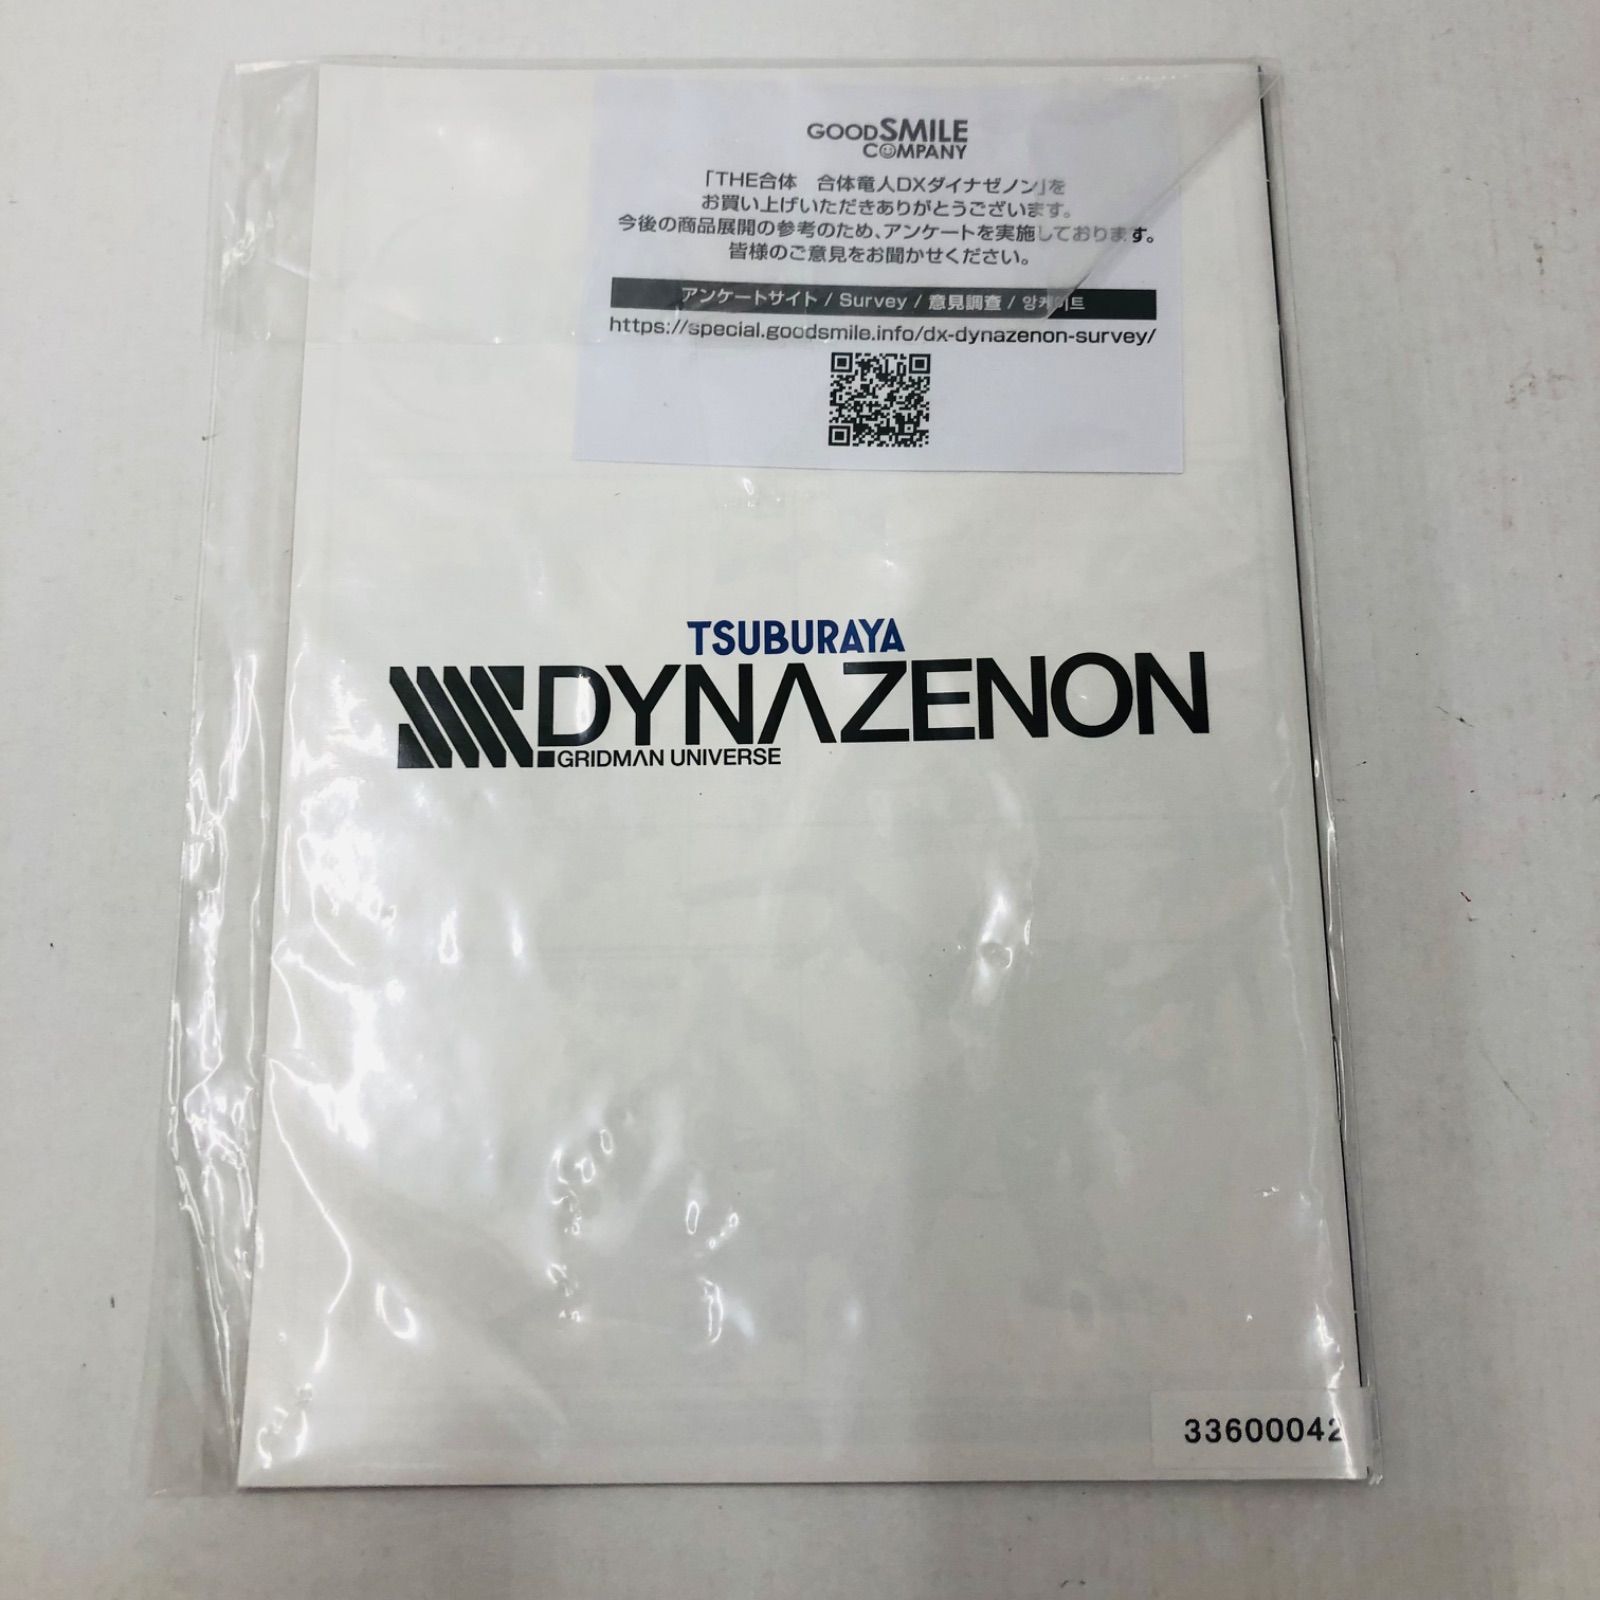 GOODSMILE
COMPANY
「THE合体　合体竜人DXダイナゼノン」を
お買い上げいただきありがとうございます。
今後の商品展開の参考のため、アンケートを実施しております。
皆様のご意見をお聞かせください。
アンケートサイト / Survey / 意見調査 / 앙케이트
https://special.goodsmile.info/dx-dynazenon-survey/
TSUBURAYA
DYNAZENON
GRIDMAN UNIVERSE
33600042